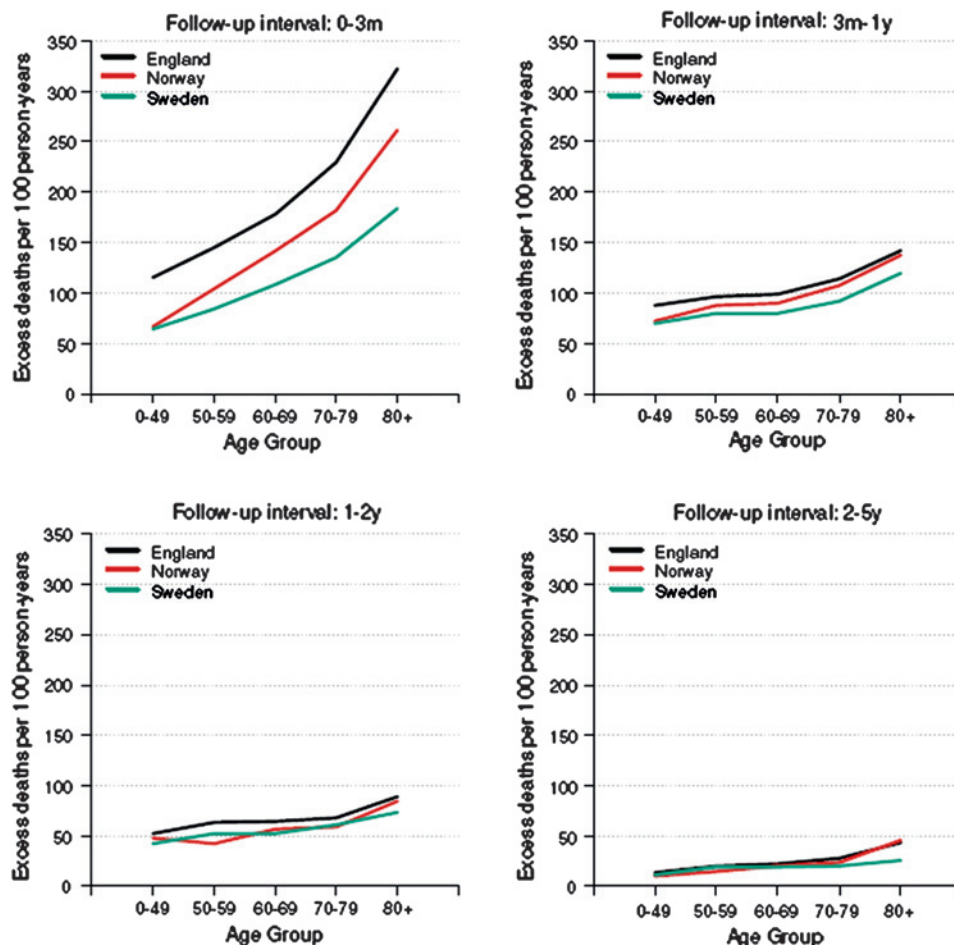 Follow-up interval: 0-3m
Excess deaths per 100 person-years
350
300
250
200
150
100
50
0
England
Norway
Sweden
0-49 50-59 60-69 70-79 80+
Age Group
Follow-up interval: 3m-1y
Excess deaths per 100 person-years
350
300
250
200
150
100
50
0
England
Norway
Sweden
0-49 50-59 60-69 70-79 80+
Age Group
Follow-up interval: 1-2y
Excess deaths per 100 person-years
350
300
250
200
150
100
50
0
England
Norway
Sweden
0-49 50-59 60-69 70-79 80+
Age Group
Follow-up interval: 2-5y
Excess deaths per 100 person-years
350
300
250
200
150
100
50
0
England
Norway
Sweden
0-49 50-59 60-69 70-79 80+
Age Group